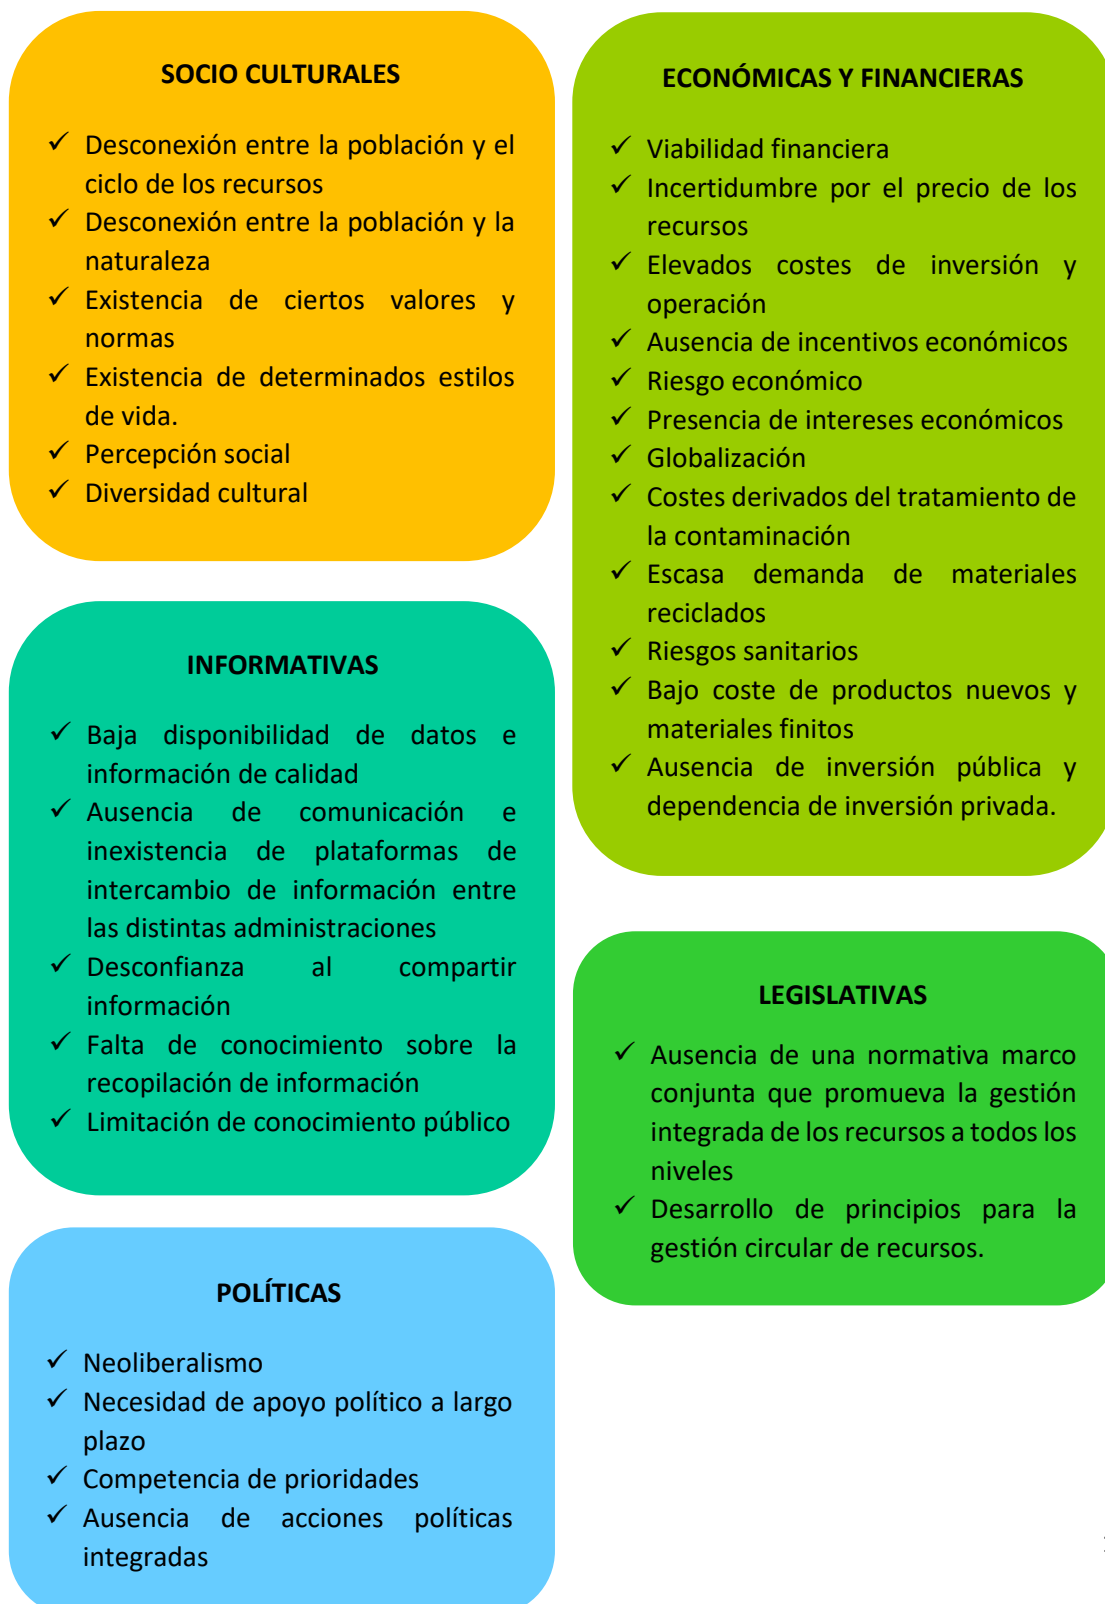 SOCIO CULTURALES
✓ Desconexión entre la población y el
ciclo de los recursos
✓ Desconexión entre la población y la
naturaleza
✓ Existencia de ciertos valores y
normas
✓ Existencia de determinados estilos
de vida.
✓ Percepción social
✓ Diversidad cultural
ECONÓMICAS Y FINANCIERAS
✓ Viabilidad financiera
✓ Incertidumbre por el precio de los
recursos
✓ Elevados costes de inversión y
operación
✓ Ausencia de incentivos económicos
✓ Riesgo económico
✓ Presencia de intereses económicos
✓ Globalización
✓ Costes derivados del tratamiento de
la contaminación
✓ Escasa demanda de materiales
reciclados
✓ Riesgos sanitarios
✓ Bajo coste de productos nuevos y
materiales finitos
✓ Ausencia de inversión pública y
dependencia de inversión privada.
INFORMATIVAS
✓ Baja disponibilidad de datos e
información de calidad
✓ Ausencia de comunicación e
inexistencia de plataformas de
intercambio de información entre
las distintas administraciones
✓ Desconfianza al compartir
información
✓ Falta de conocimiento sobre la
recopilación de información
✓ Limitación de conocimiento público
LEGISLATIVAS
✓ Ausencia de una normativa marco
conjunta que promueva la gestión
integrada de los recursos a todos los
niveles
✓ Desarrollo de principios para la
gestión circular de recursos.
POLÍTICAS
✓ Neoliberalismo
✓ Necesidad de apoyo político a largo
plazo
✓ Competencia de prioridades
✓ Ausencia de acciones políticas
integradas